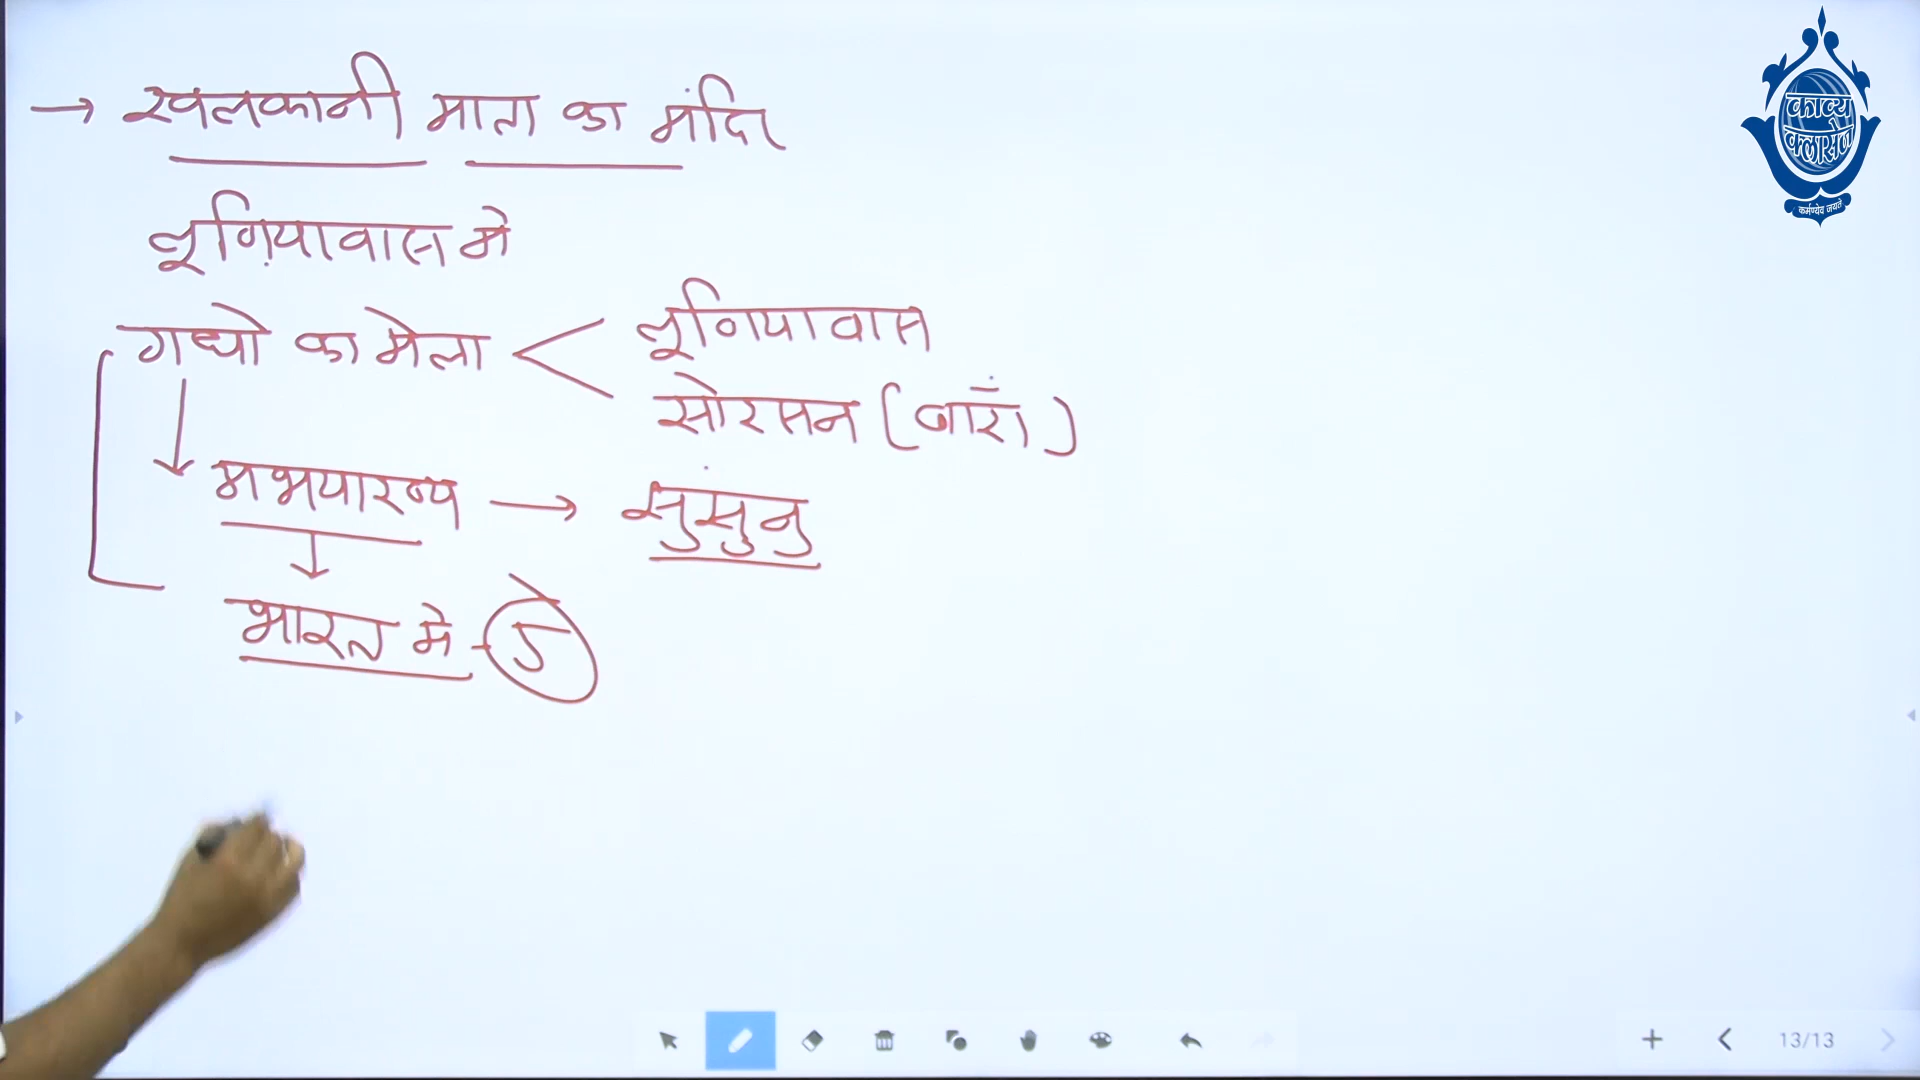 → खलकानी माता का मंदिर
लूणियावास मे
गधो का मेला < लूणियावास
सोरसन (बाराँ)
↓ अभयारण्य → झुंझुनु
↓
भारत मे - 5
काव्य
क्लासेज
कर्मण्येव जयते
13/13